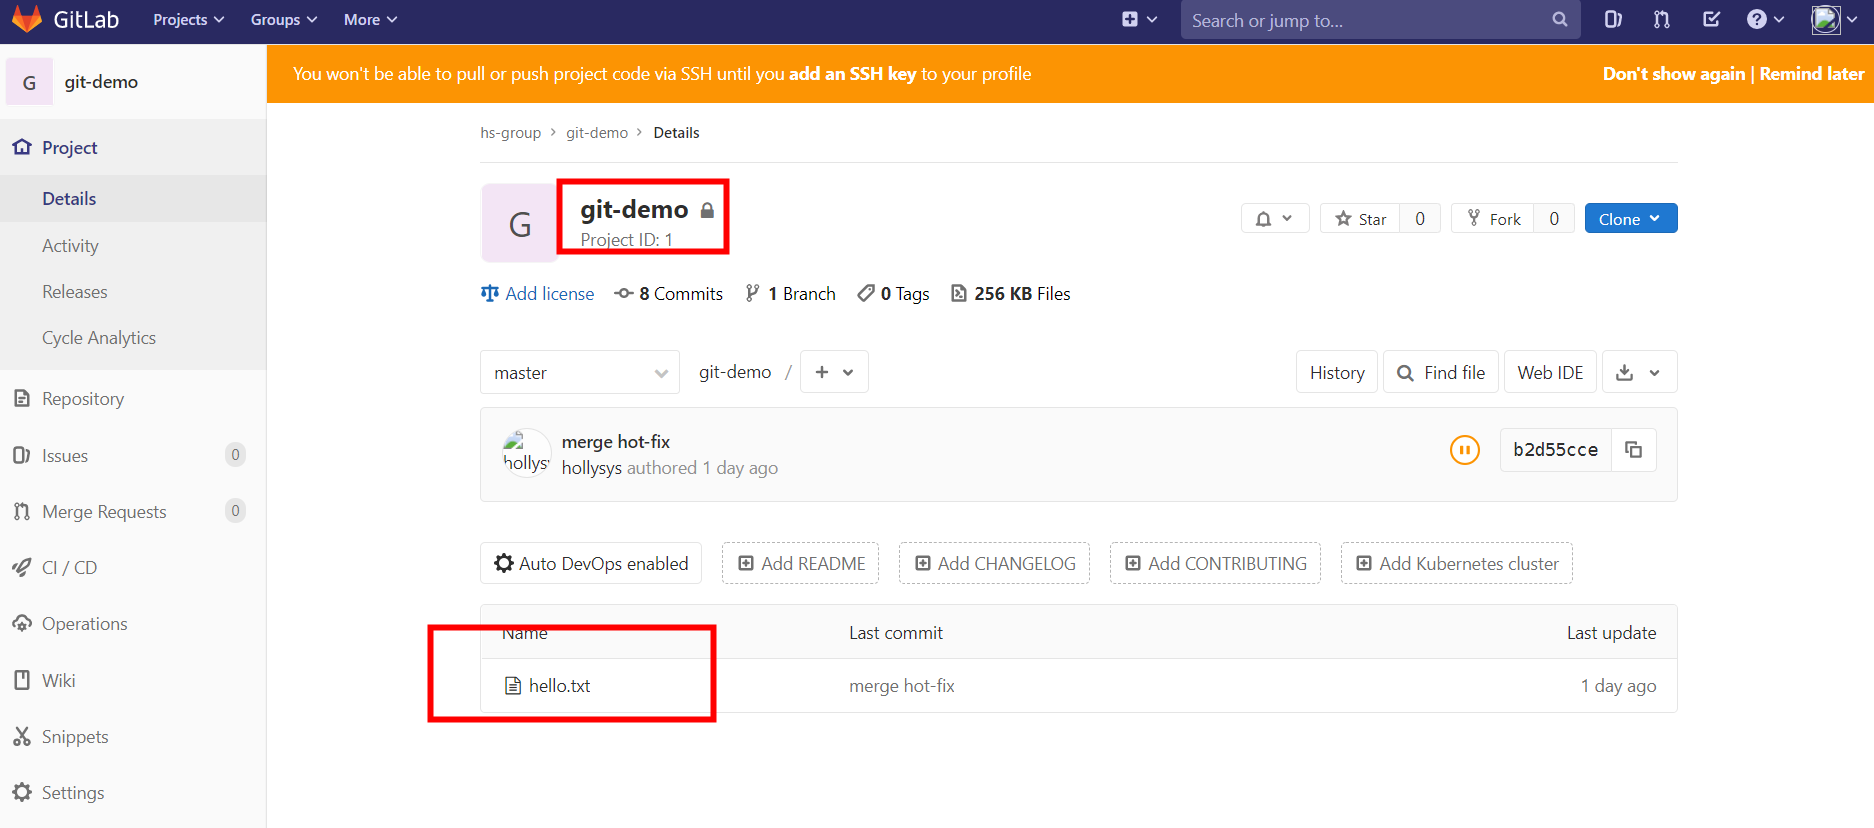 GitLab Projects Groups More Search or jump to...
G git-demo
You won't be able to pull or push project code via SSH until you add an SSH key to your profile Don't show again | Remind later
Project
Details
Activity
Releases
Cycle Analytics
Repository
Issues 0
Merge Requests 0
CI / CD
Operations
Wiki
Snippets
Settings
hs-group > git-demo > Details
G
git-demo
Project ID: 1
Star 0 Fork 0 Clone
Add license 8 Commits 1 Branch 0 Tags 256 KB Files
master git-demo / + History Find file Web IDE
merge hot-fix
hollysys authored 1 day ago
hollys
b2d55cce
Auto DevOps enabled Add README Add CHANGELOG Add CONTRIBUTING Add Kubernetes cluster
Name Last commit Last update
hello.txt merge hot-fix 1 day ago